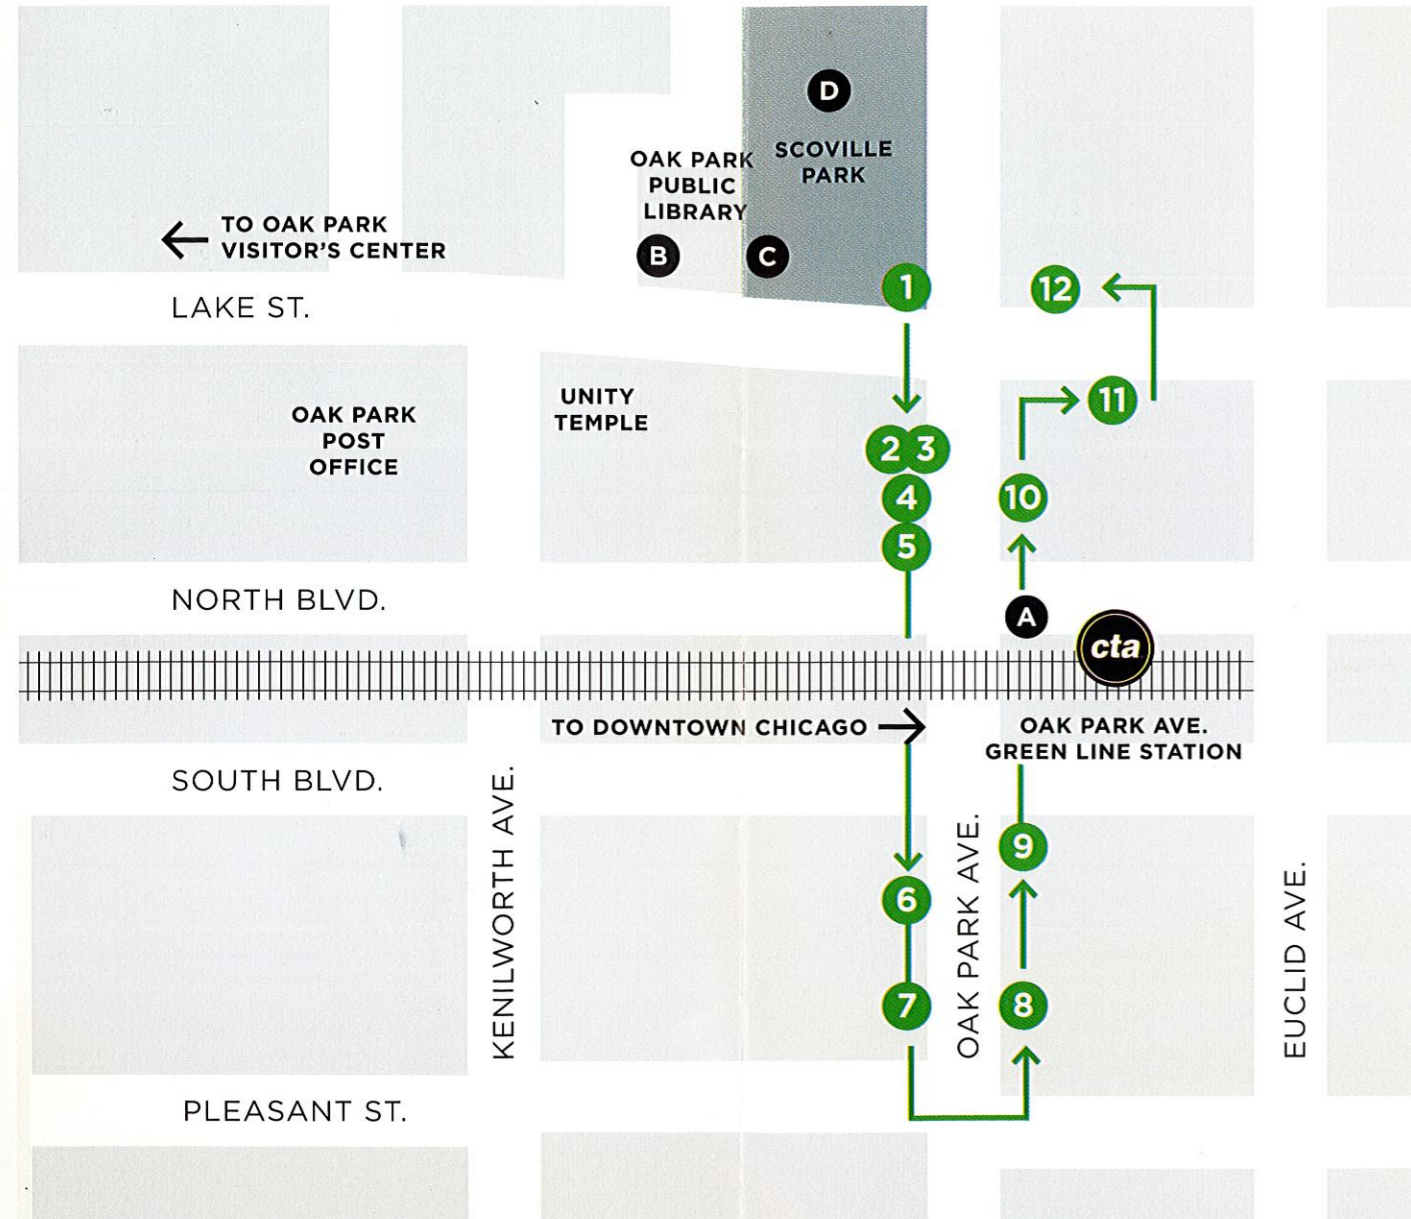 D
SCOVILLE
PARK
OAK PARK
PUBLIC
LIBRARY
TO OAK PARK
VISITOR'S CENTER
B
C
1
12
LAKE ST.
UNITY
TEMPLE
OAK PARK
POST
OFFICE
11
2 3
4
10
5
NORTH BLVD.
A
cta
TO DOWNTOWN CHICAGO
OAK PARK AVE.
GREEN LINE STATION
SOUTH BLVD.
KENILWORTH AVE.
OAK PARK AVE.
EUCLID AVE.
9
6
7
8
PLEASANT ST.